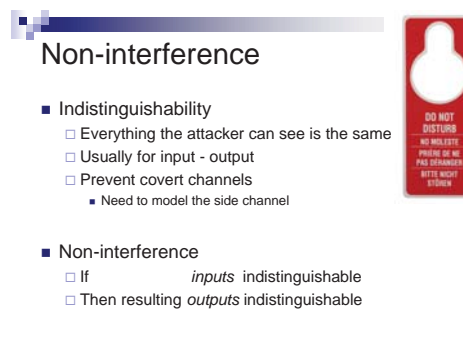 Non-interference
Indistinguishability
Everything the attacker can see is the same
Usually for input - output
Prevent covert channels
Need to model the side channel
Non-interference
If inputs indistinguishable
Then resulting outputs indistinguishable
DO NOT
DISTURB
NO MOLESTE
PRIÈRE DE NE
PAS DÉRANGER
BITTE NICHT
STÖREN